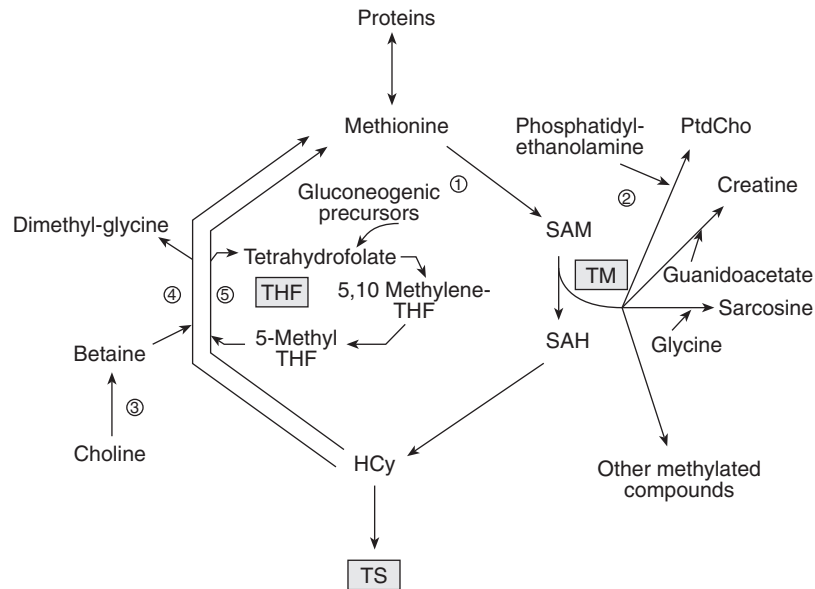 Proteins
Methionine
Phosphatidyl-
ethanolamine
PtdCho
①
Gluconeogenic
precursors
②
Creatine
Dimethyl-glycine
SAM
Tetrahydrofolate
TM
Guanidoacetate
THF
5,10 Methylene-
THF
④
⑤
Sarcosine
5-Methyl
THF
SAH
Glycine
Betaine
③
Choline
HCy
Other methylated
compounds
TS